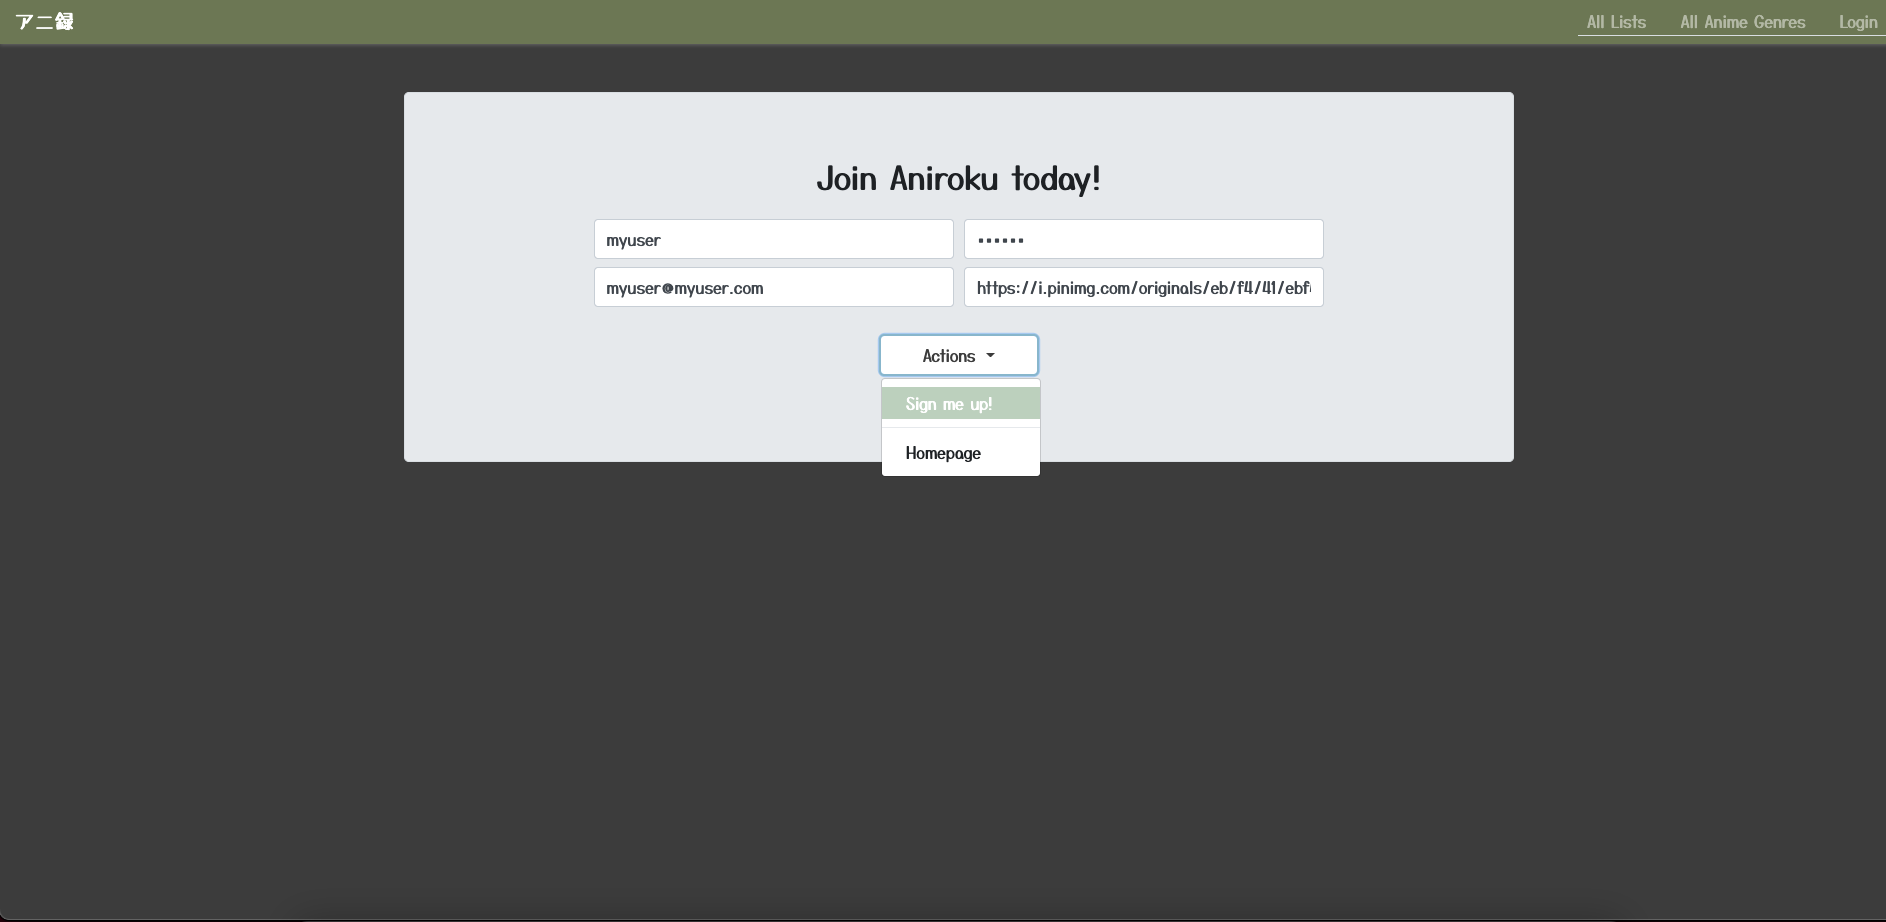 アニ録
All Lists All Anime Genres Login
Join Aniroku today!
myuser ••••••
myuser@myuser.com https://i.pinimg.com/originals/eb/f4/41/ebf
Actions
Sign me up!
Homepage